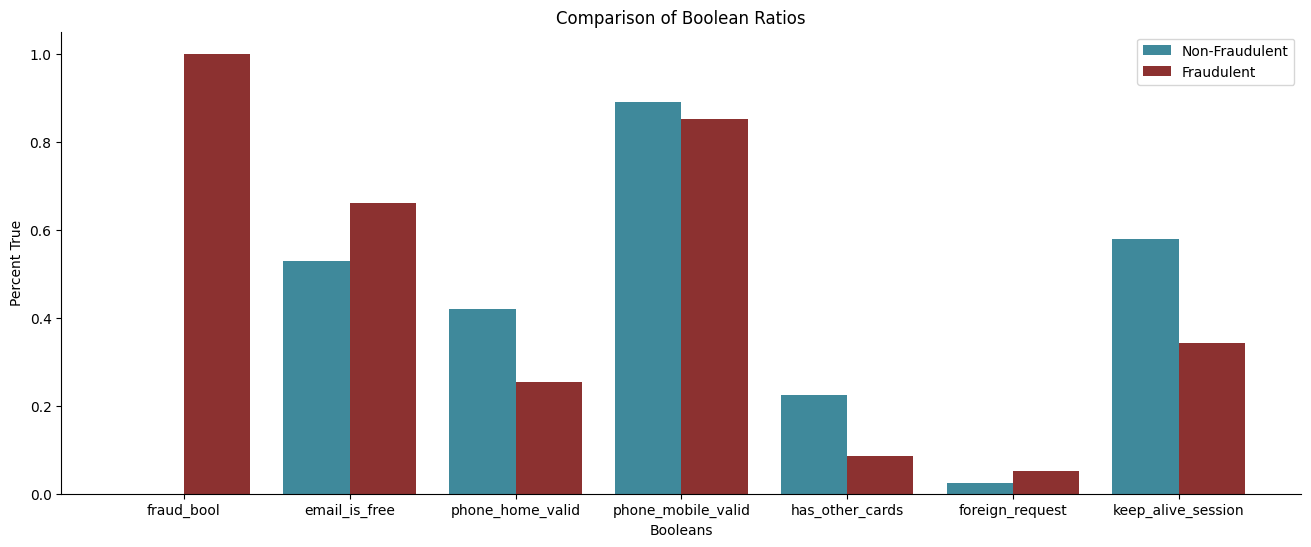 Comparison of Boolean Ratios
Non-Fraudulent
Fraudulent
Percent True
1.0
0.8
0.6
0.4
0.2
0.0
fraud_bool
email_is_free
phone_home_valid
phone_mobile_valid
has_other_cards
foreign_request
keep_alive_session
Booleans